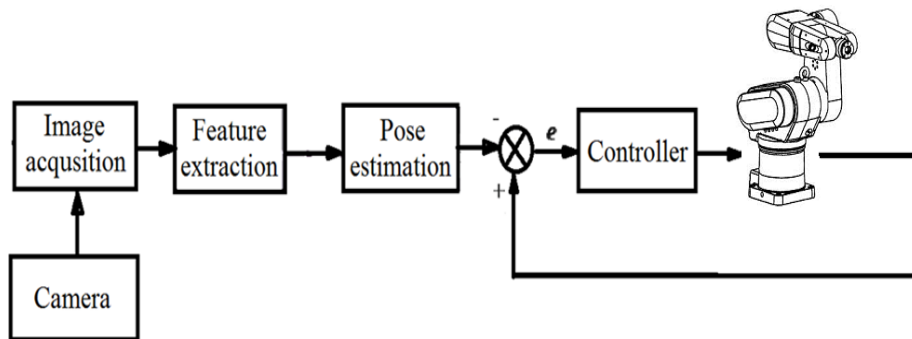 Image
acqusition
Feature
extraction
Pose
estimation
-
+
e
Controller
Camera